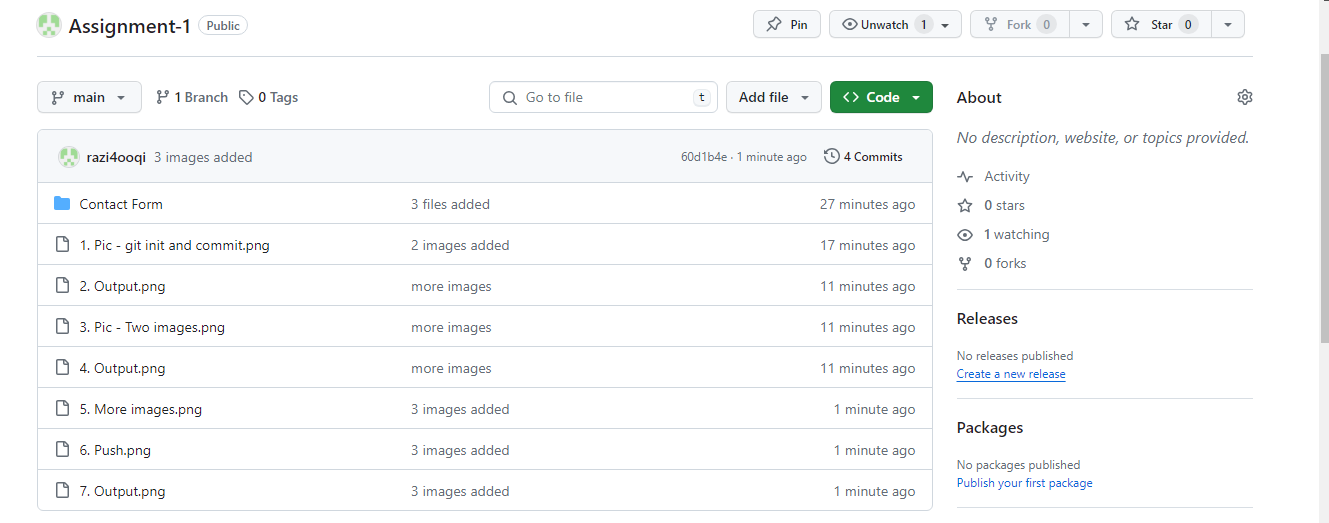 Assignment-1 Public
Pin
Unwatch 1
Fork 0
Star 0
main
1 Branch
0 Tags
Go to file t
Add file
Code
razi4ooqi 3 images added 60d1b4e · 1 minute ago 4 Commits
Contact Form 3 files added 27 minutes ago
1. Pic - git init and commit.png 2 images added 17 minutes ago
2. Output.png more images 11 minutes ago
3. Pic - Two images.png more images 11 minutes ago
4. Output.png more images 11 minutes ago
5. More images.png 3 images added 1 minute ago
6. Push.png 3 images added 1 minute ago
7. Output.png 3 images added 1 minute ago
About
No description, website, or topics provided.
Activity
0 stars
1 watching
0 forks
Releases
No releases published
Create a new release
Packages
No packages published
Publish your first package